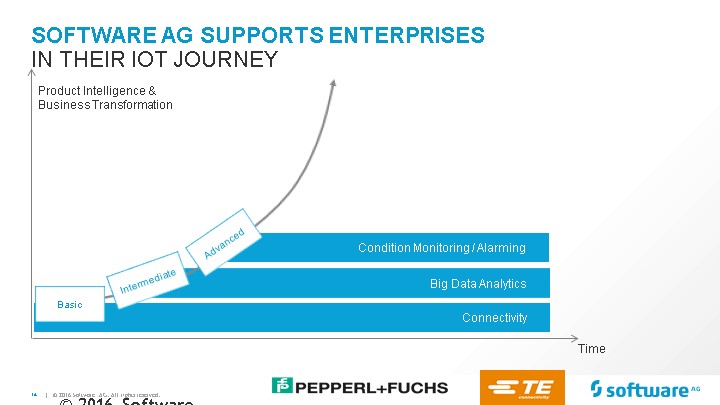 SOFTWARE AG SUPPORTS ENTERPRISES
IN THEIR IOT JOURNEY
Product Intelligence &
Business Transformation
Advanced
Condition Monitoring / Alarming
Intermediate
Big Data Analytics
Basic
Connectivity
Time
14 | © 2016 Software AG. All rights reserved.
© 2016 Software
PEPPERL+FUCHS
TE
connectivity
software AG